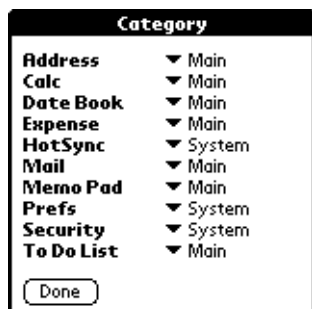 Category
Address Main
Calc Main
Date Book Main
Expense Main
HotSync System
Mail Main
Memo Pad Main
Prefs System
Security System
To Do List Main
Done